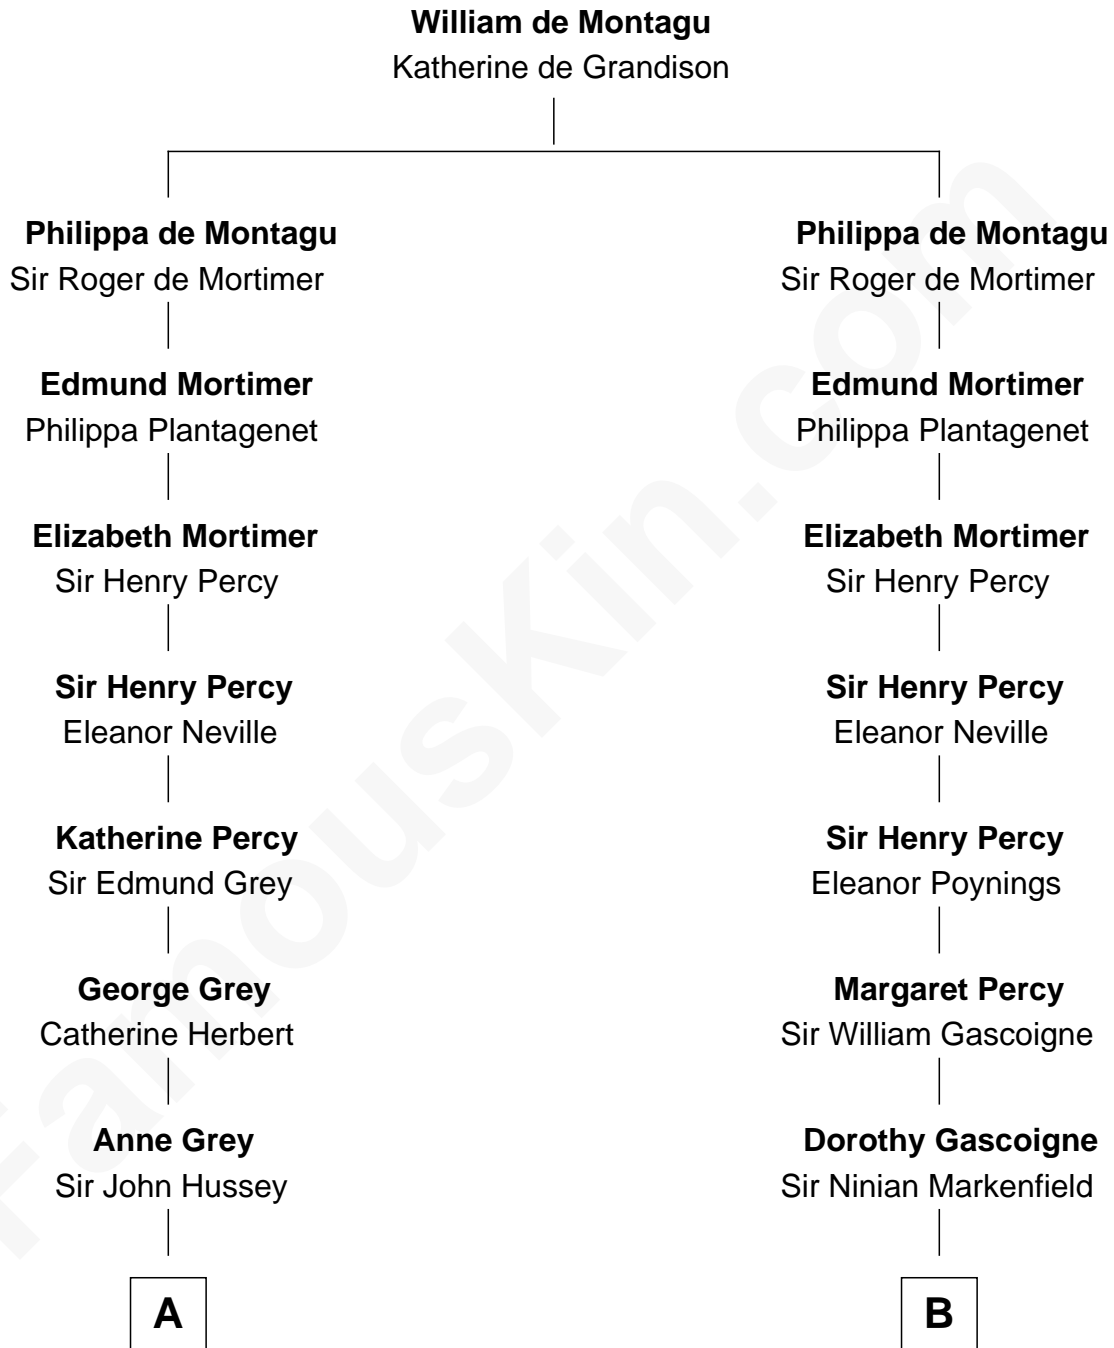 William de Montagu
Katherine de Grandison
Philippa de Montagu
Sir Roger de Mortimer
Edmund Mortimer
Philippa Plantagenet
Elizabeth Mortimer
Sir Henry Percy
Sir Henry Percy
Eleanor Neville
Katherine Percy
Sir Edmund Grey
George Grey
Catherine Herbert
Anne Grey
Sir John Hussey
A
Philippa de Montagu
Sir Roger de Mortimer
Edmund Mortimer
Philippa Plantagenet
Elizabeth Mortimer
Sir Henry Percy
Sir Henry Percy
Eleanor Neville
Sir Henry Percy
Eleanor Poynings
Margaret Percy
Sir William Gascoigne
Dorothy Gascoigne
Sir Ninian Markenfield
B
FamousKin.com